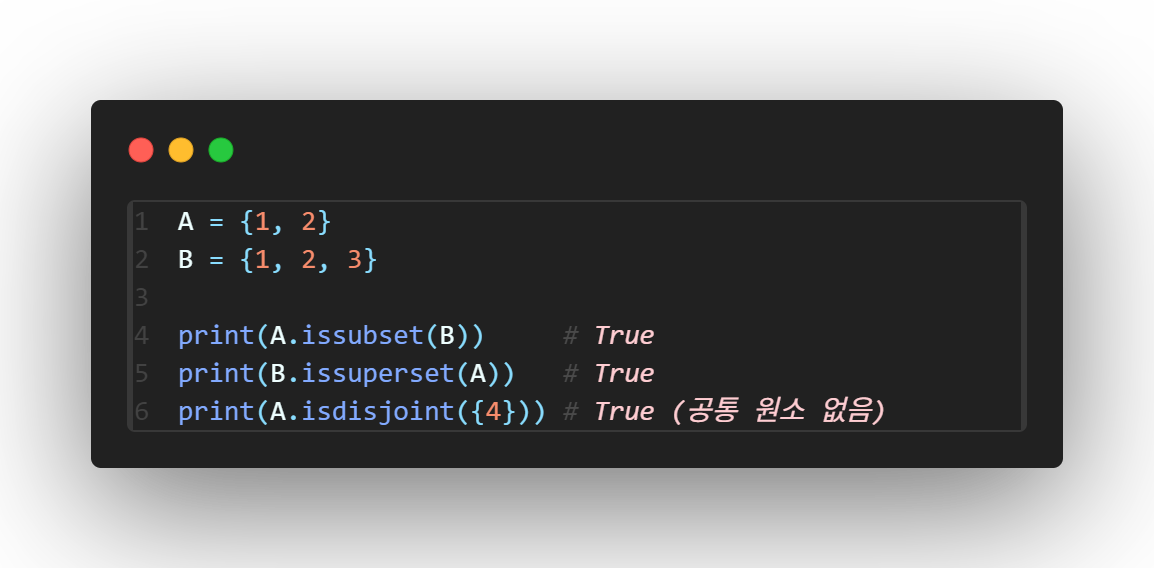 1 A = {1, 2}
2 B = {1, 2, 3}
3
4 print(A.issubset(B))     # True
5 print(B.issuperset(A))   # True
6 print(A.isdisjoint({4})) # True (공통 원소 없음)